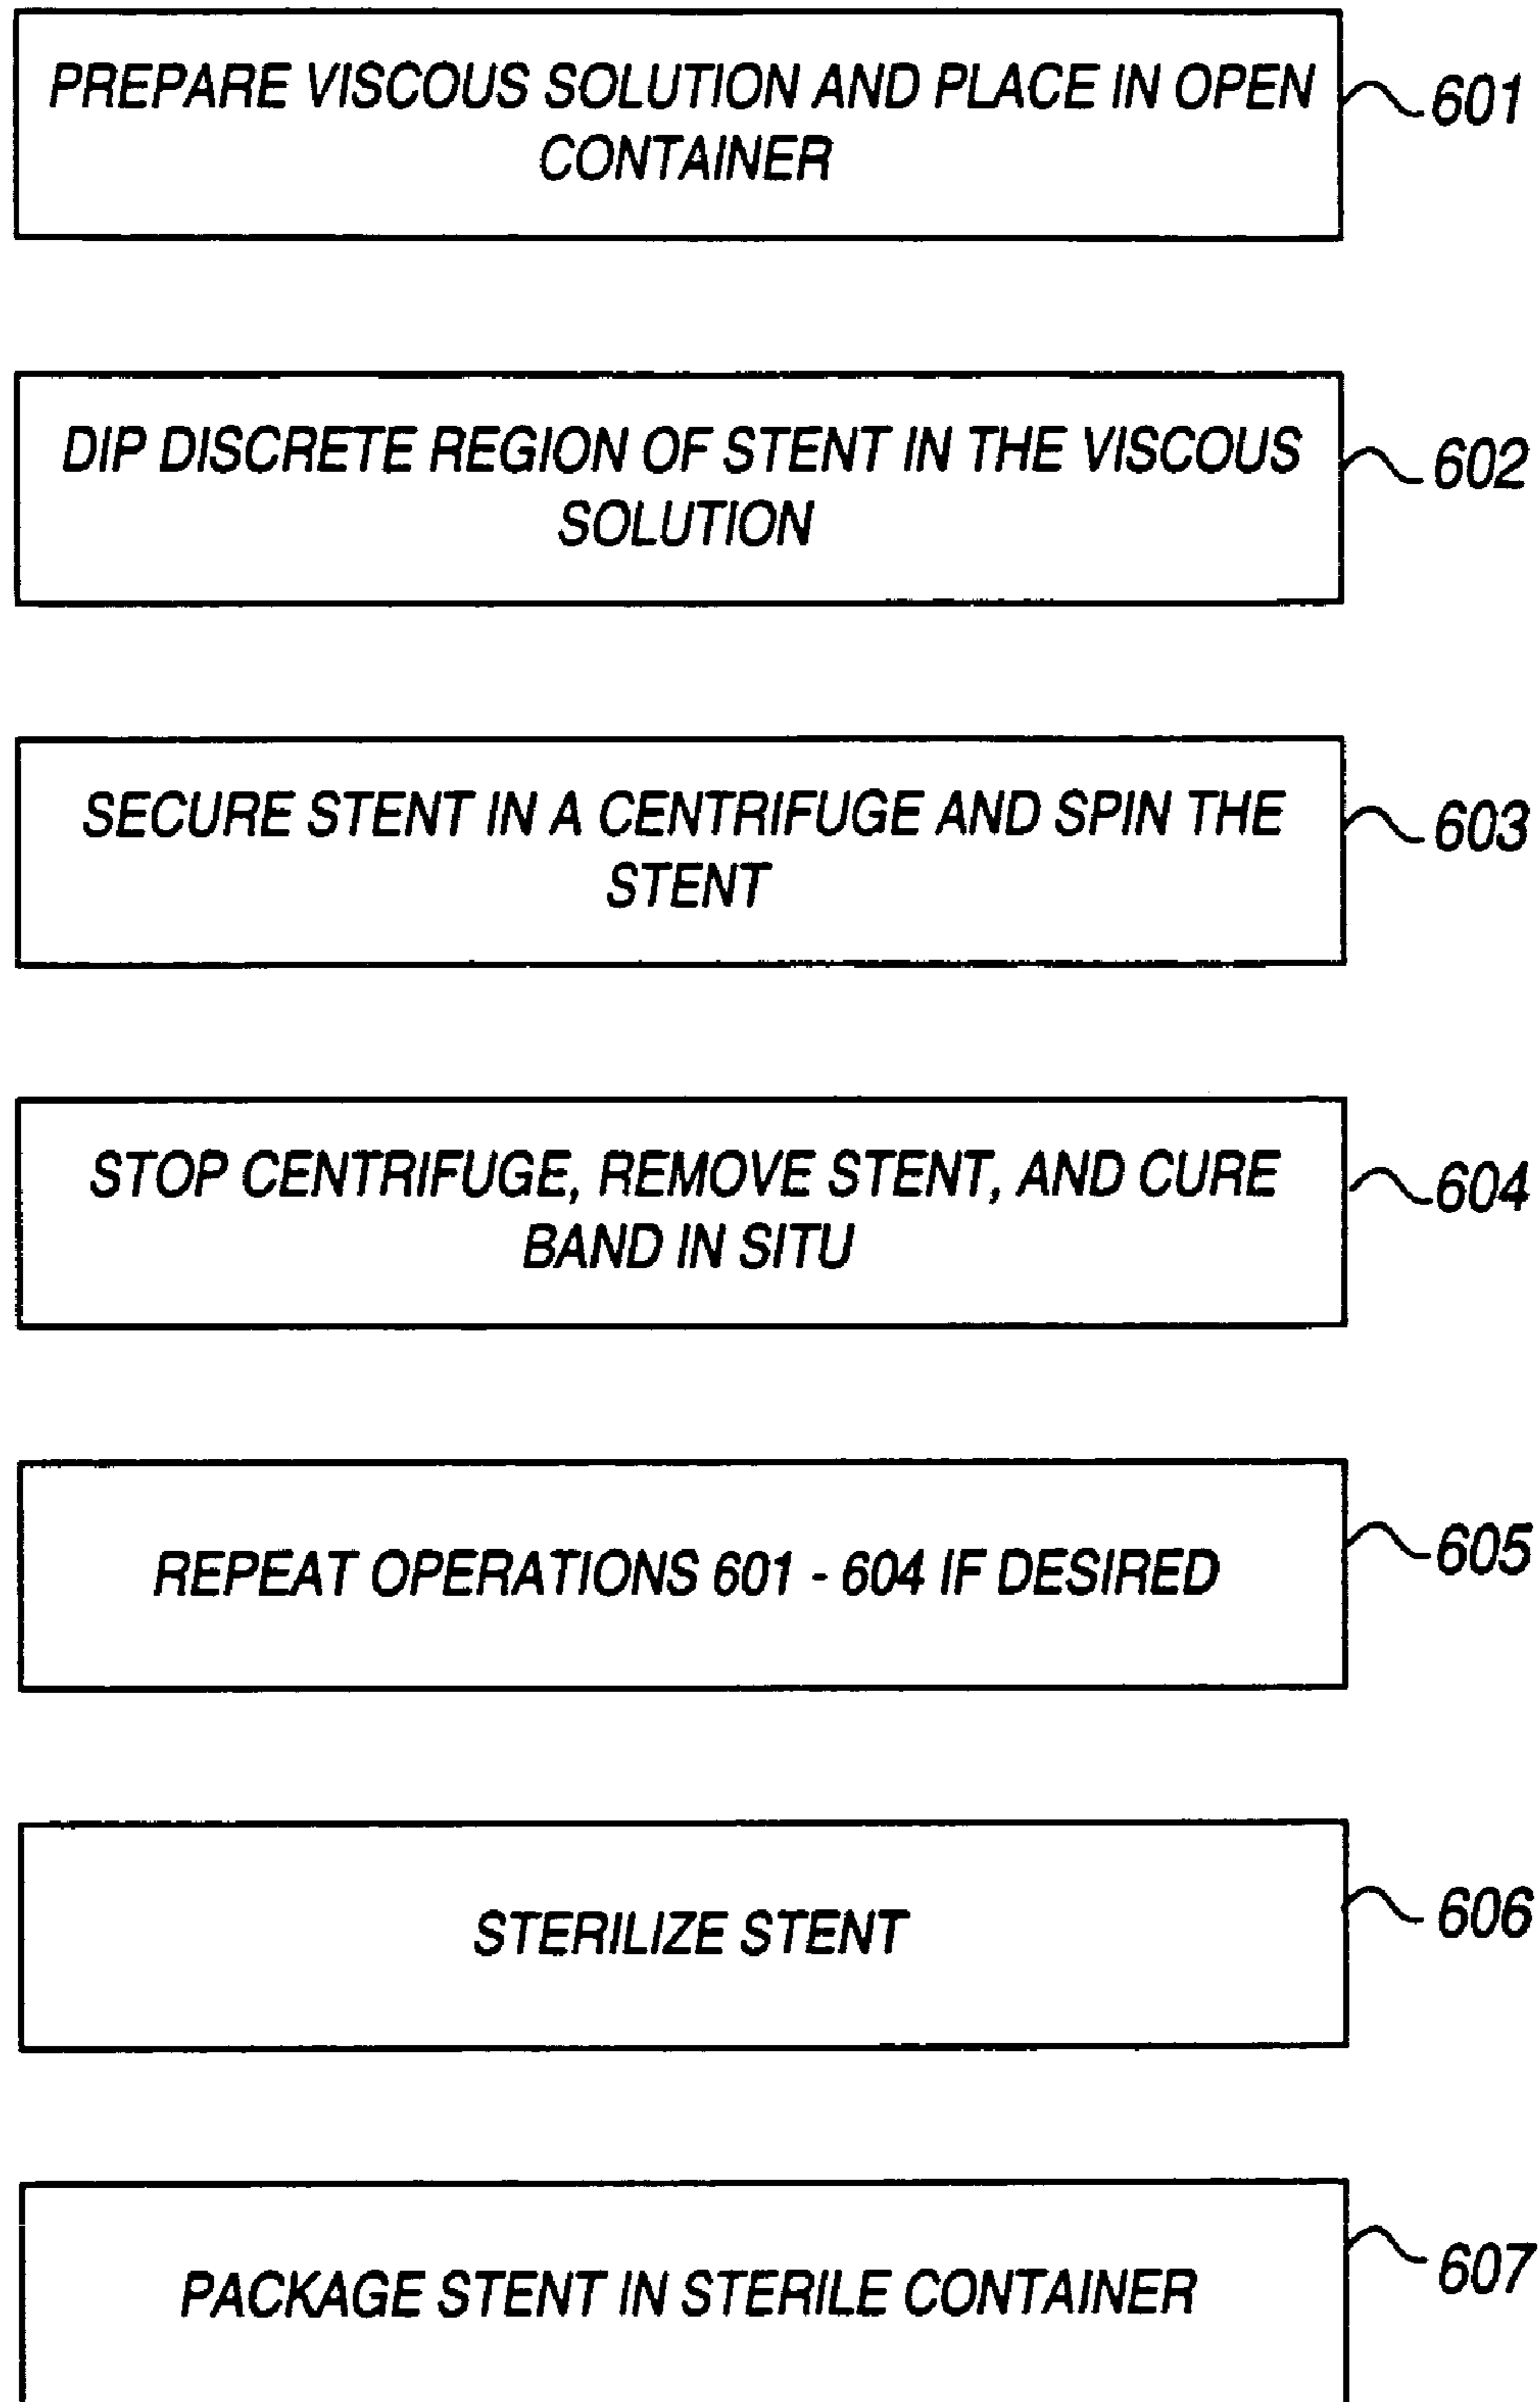 PREPARE VISCOUS SOLUTION AND PLACE IN OPEN
CONTAINER
601
DIP DISCRETE REGION OF STENT IN THE VISCOUS
SOLUTION
602
SECURE STENT IN A CENTRIFUGE AND SPIN THE
STENT
603
STOP CENTRIFUGE, REMOVE STENT, AND CURE
BAND IN SITU
604
REPEAT OPERATIONS 601 - 604 IF DESIRED
605
STERILIZE STENT
606
PACKAGE STENT IN STERILE CONTAINER
607